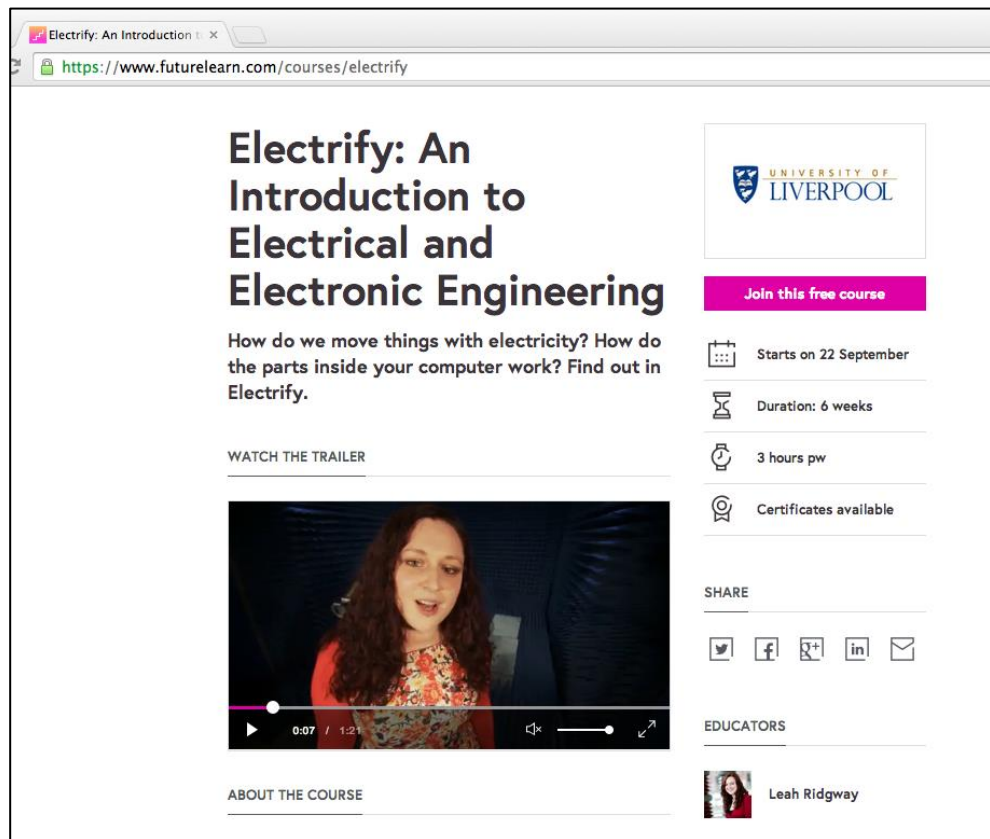 Electrify: An Introduction t
https://www.futurelearn.com/courses/electrify
Electrify: An
Introduction to
Electrical and
Electronic Engineering
How do we move things with electricity? How do
the parts inside your computer work? Find out in
Electrify.
WATCH THE TRAILER
0:07 / 1:21
ABOUT THE COURSE
UNIVERSITY OF
LIVERPOOL
Join this free course
Starts on 22 September
Duration: 6 weeks
3 hours pw
Certificates available
SHARE
g+
in
EDUCATORS
Leah Ridgway